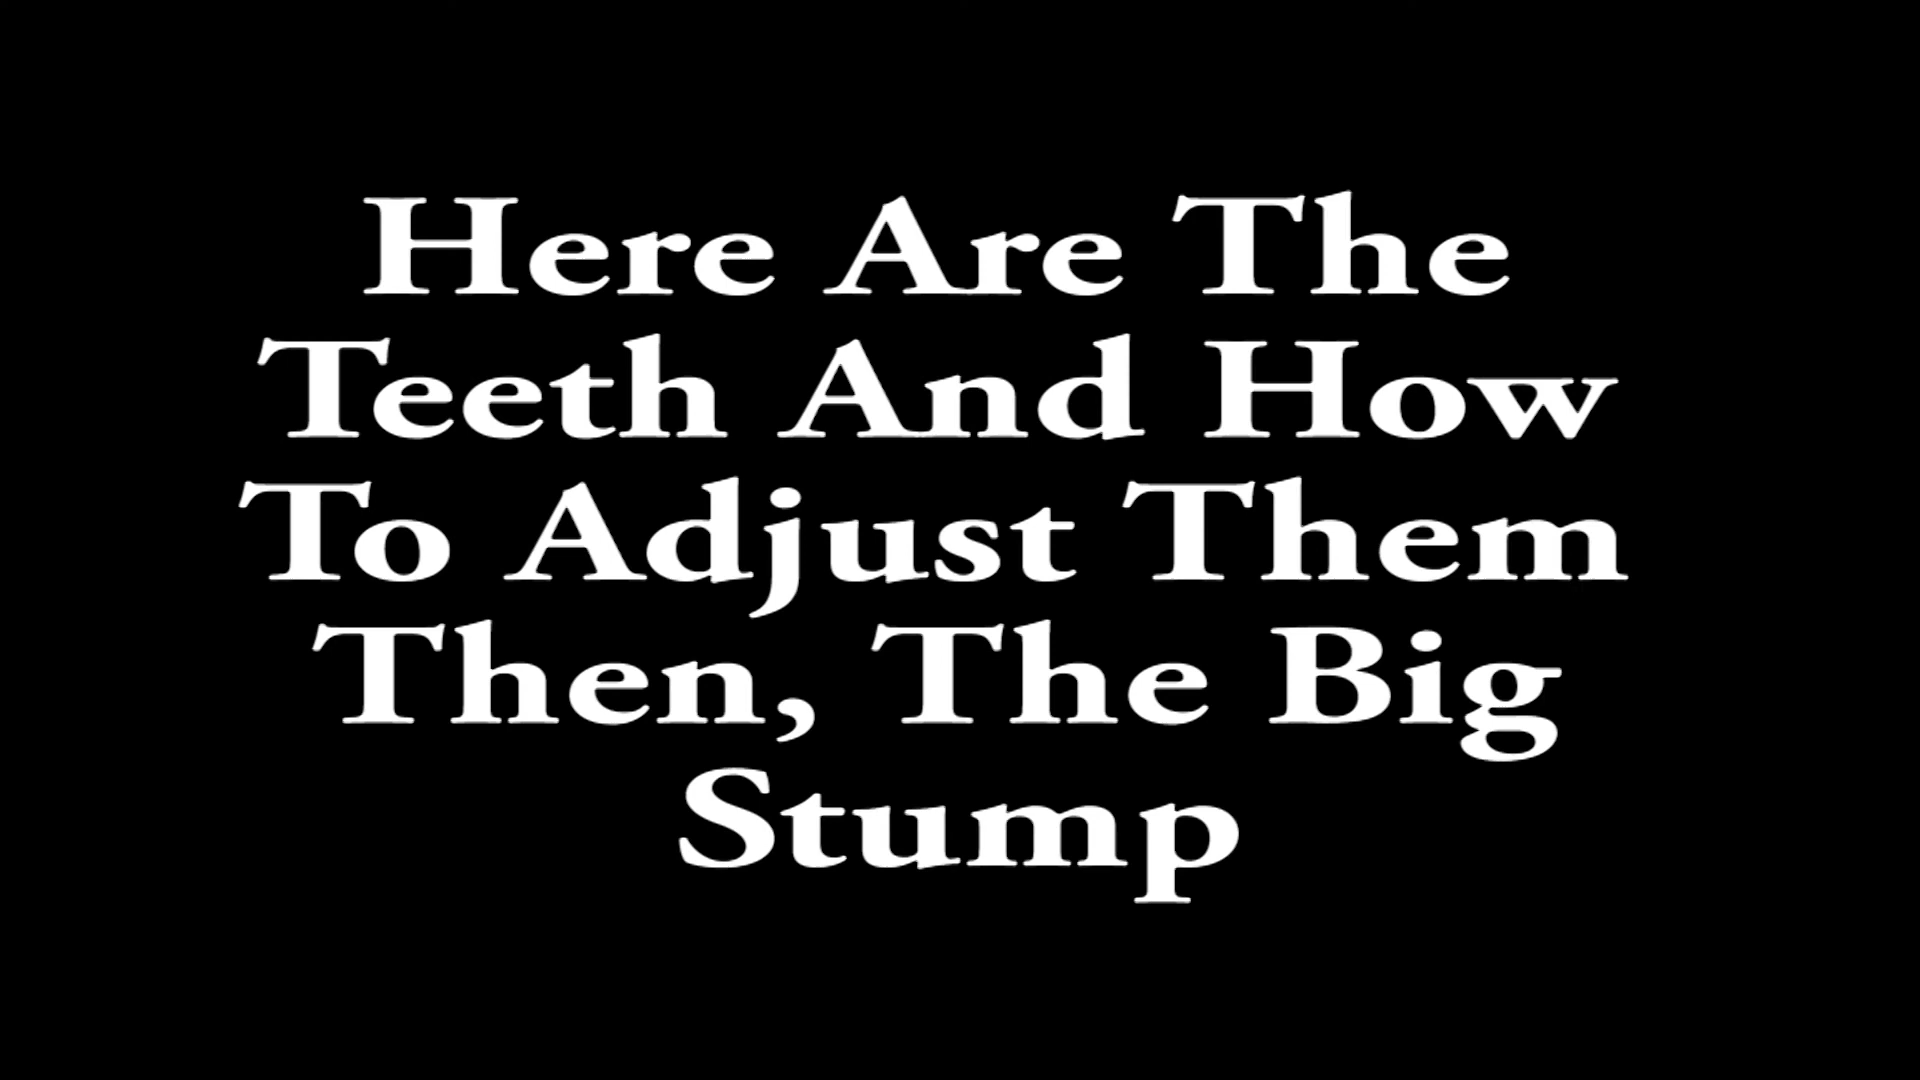 Here Are The
Teeth And How
To Adjust Them
Then, The Big
Stump